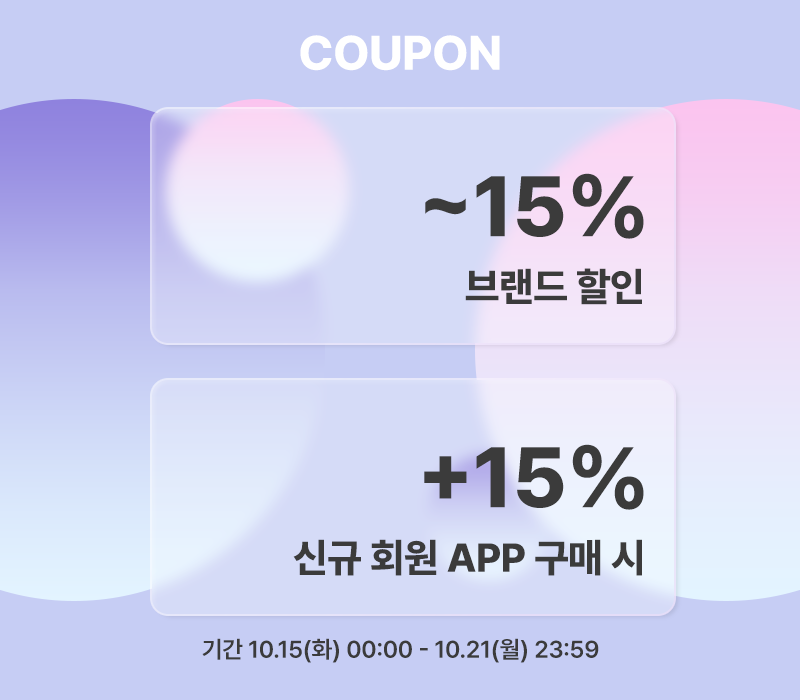 COUPON
~15%
브랜드 할인
+15%
신규 회원 APP 구매 시
기간 10.15(화) 00:00 - 10.21(월) 23:59